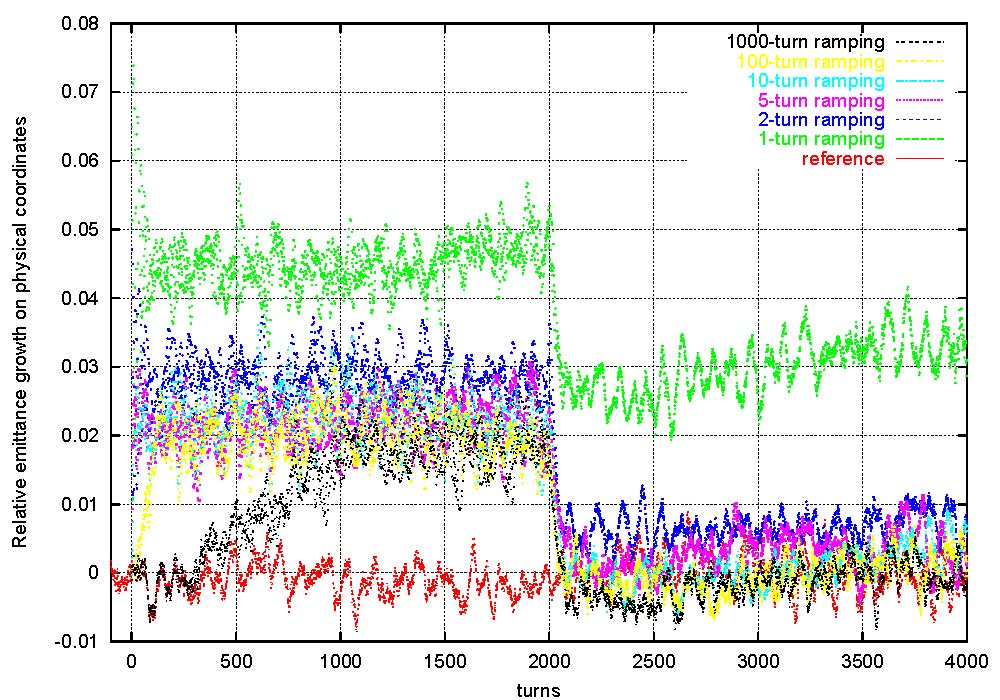 0.08
0.07
0.06
0.05
0.04
0.03
0.02
0.01
0
-0.01
Relative emittance growth on physical coordinates
1000-turn ramping
100-turn ramping
10-turn ramping
5-turn ramping
2-turn ramping
1-turn ramping
reference
0 500 1000 1500 2000 2500 3000 3500 4000
turns